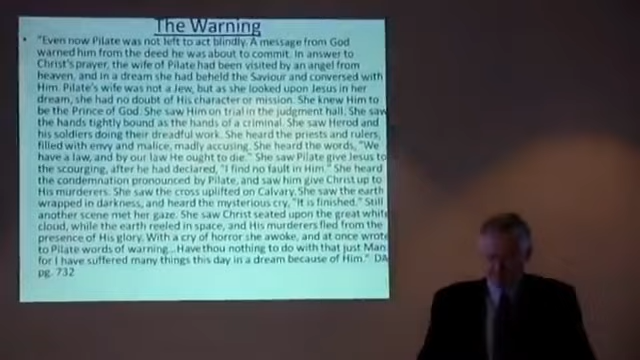 The Warning
• "Even now Pilate was not left to act blindly. A message from God
warned him from the deed he was about to commit. In answer to
Christ's prayer, the wife of Pilate had been visited by an angel from
heaven, and in a dream she had beheld the Saviour and conversed with
Him. Pilate's wife was not a Jew, but as she looked upon Jesus in her
dream, she had no doubt of His character or mission. She knew Him to
be the Prince of God. She saw Him on trial in the judgment hall. She saw
the hands tightly bound as the hands of a criminal. She saw Herod and
his soldiers doing their dreadful work. She heard the priests and rulers,
filled with envy and malice, madly accusing. She heard the words, "We
have a law, and by our law He ought to die." She saw Pilate give Jesus to
the scourging, after he had declared, "I find no fault in Him." She heard
the condemnation pronounced by Pilate, and saw him give Christ up to
His murderers. She saw the cross uplifted on Calvary. She saw the earth
wrapped in darkness, and heard the mysterious cry, "It is finished." Still
another scene met her gaze. She saw Christ seated upon the great white
cloud, while the earth reeled in space, and His murderers fled from the
presence of His glory. With a cry of horror she awoke, and at once wrote
to Pilate words of warning...Have thou nothing to do with that just Man:
for I have suffered many things this day in a dream because of Him." DA
pg. 732